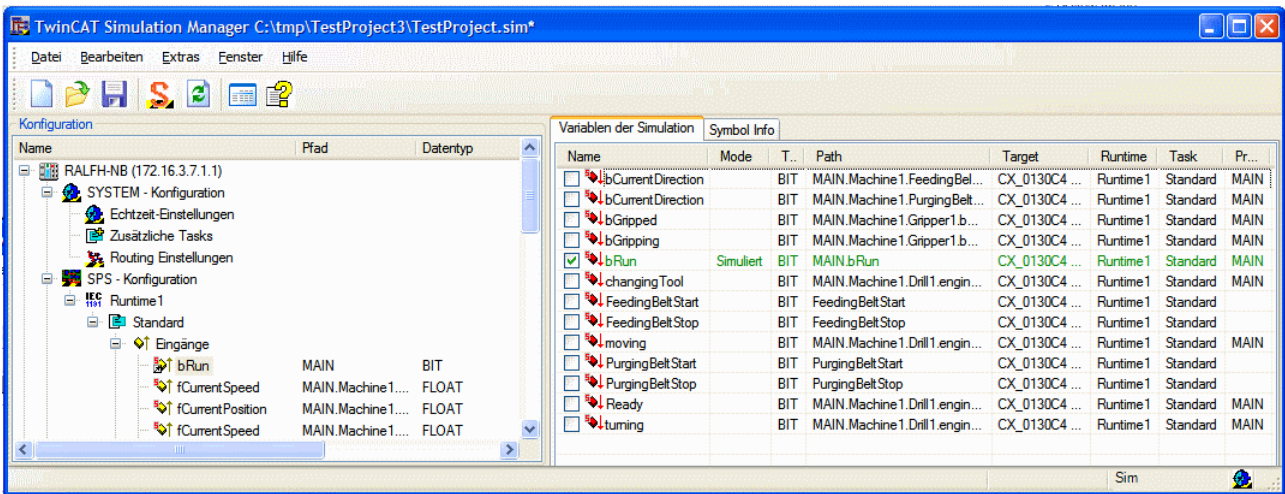 TwinCAT Simulation Manager C:\tmp\TestProject3\TestProject.sim*
Datei Bearbeiten Extras Fenster Hilfe
Konfiguration
Name Pfad Datentyp
RALFH-NB (172.16.3.7.1.1)
SYSTEM - Konfiguration
Echtzeit-Einstellungen
Zusätzliche Tasks
Routing Einstellungen
SPS - Konfiguration
IEC 1131 Runtime1
Standard
Eingänge
bRun MAIN BIT
fCurrentSpeed MAIN.Machine1.... FLOAT
fCurrentPosition MAIN.Machine1.... FLOAT
fCurrentSpeed MAIN.Machine1.... FLOAT
Variablen der Simulation Symbol Info
Name Mode T... Path Target Runtime Task Pr...
bCurrentDirection BIT MAIN.Machine1.FeedingBel... CX_0130C4 ... Runtime1 Standard MAIN
bCurrentDirection BIT MAIN.Machine1.PurgingBelt... CX_0130C4 ... Runtime1 Standard MAIN
bGripped BIT MAIN.Machine1.Gripper1.b... CX_0130C4 ... Runtime1 Standard MAIN
bGripping BIT MAIN.Machine1.Gripper1.b... CX_0130C4 ... Runtime1 Standard MAIN
bRun Simuliert BIT MAIN.bRun CX_0130C4 ... Runtime1 Standard MAIN
changingTool BIT MAIN.Machine1.Drill1.engin... CX_0130C4 ... Runtime1 Standard MAIN
FeedingBeltStart BIT FeedingBeltStart CX_0130C4 ... Runtime1 Standard
FeedingBeltStop BIT FeedingBeltStop CX_0130C4 ... Runtime1 Standard
moving BIT MAIN.Machine1.Drill1.engin... CX_0130C4 ... Runtime1 Standard MAIN
PurgingBeltStart BIT PurgingBeltStart CX_0130C4 ... Runtime1 Standard
PurgingBeltStop BIT PurgingBeltStop CX_0130C4 ... Runtime1 Standard
Ready BIT MAIN.Machine1.Drill1.engin... CX_0130C4 ... Runtime1 Standard MAIN
turning BIT MAIN.Machine1.Drill1.engin... CX_0130C4 ... Runtime1 Standard MAIN
Sim